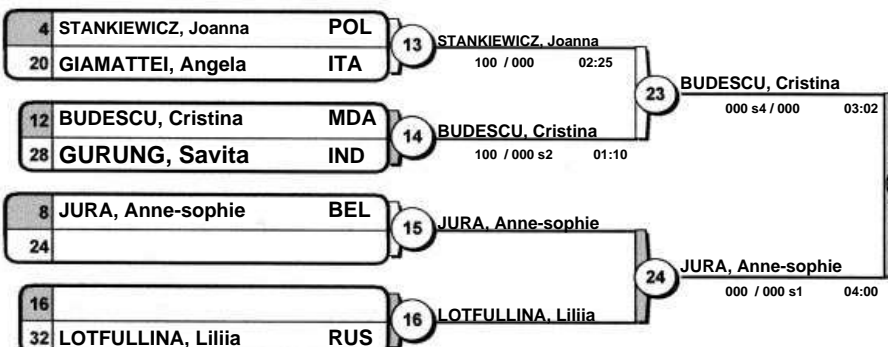 4 STANKIEWICZ, Joanna POL
20 GIAMATTEI, Angela ITA
13
STANKIEWICZ, Joanna
100 / 000 02:25
12 BUDESCU, Cristina MDA
28 GURUNG, Savita IND
14
BUDESCU, Cristina
100 / 000 s2 01:10
23
BUDESCU, Cristina
000 s4 / 000 03:02
8 JURA, Anne-sophie BEL
24
15
JURA, Anne-sophie
16
32 LOTFULLINA, Liliia RUS
16
LOTFULLINA, Liliia
24
JURA, Anne-sophie
000 / 000 s1 04:00